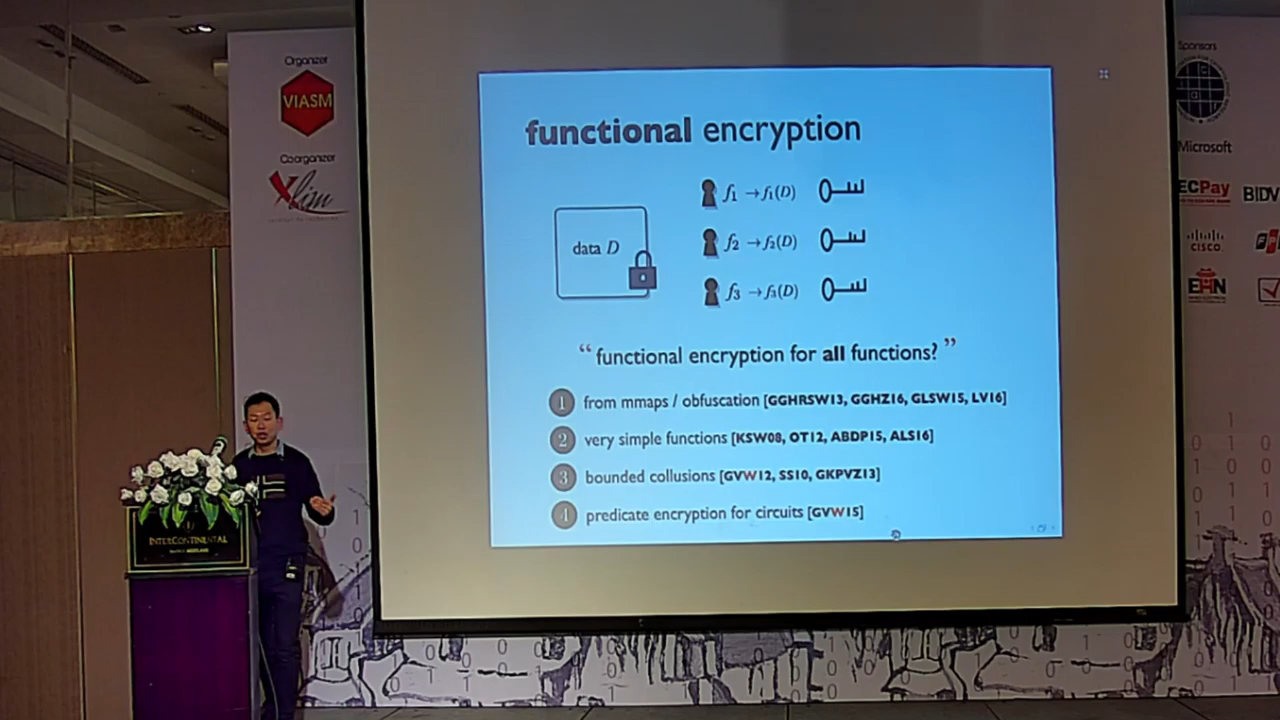 Organizer
VIASM
Coorganizer
Xlim
INTERCONTINENTAL
functional encryption
data D
f₁ →f₁(D)
f₂ →f₂(D)
f₃ →f₃(D)
“ functional encryption for all functions? ”
1 from mmaps / obfuscation [GGHRSW13, GGHZ16, GLSW15, LV16]
2 very simple functions [KSW08, OT12, ABDP15, ALS16]
3 bounded collusions [GVW12, SS10, GKPVZ13]
4 predicate encryption for circuits [GVW15]
Sponsors
Microsoft
ECPay
BIDV
CISCO